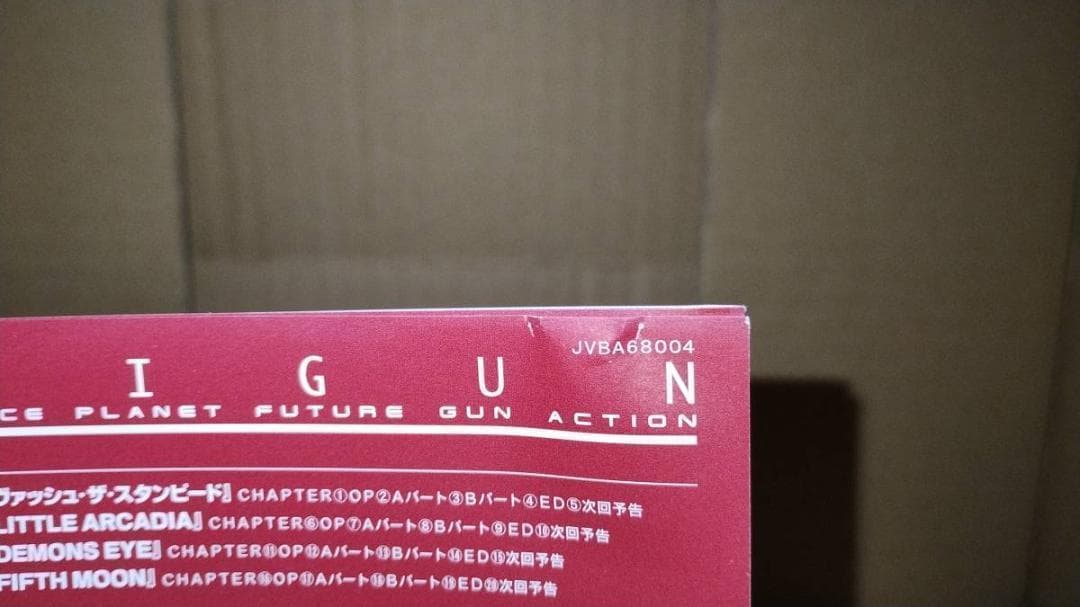 JVBA68004
I G U N
CE PLANET FUTURE GUN ACTION
ヴァッシュ・ザ・スタンピード』CHAPTER①OP②Aパート③Bパート④ED⑤次回予告
LITTLE ARCADIA』CHAPTER⑥OP⑦Aパート⑧Bパート⑨ED⑩次回予告
DEMONS EYE』CHAPTER⑪OP⑫Aパート⑬Bパート⑭ED⑮次回予告
FIFTH MOON』CHAPTER⑯OP⑰Aパート⑱Bパート⑲ED⑳次回予告